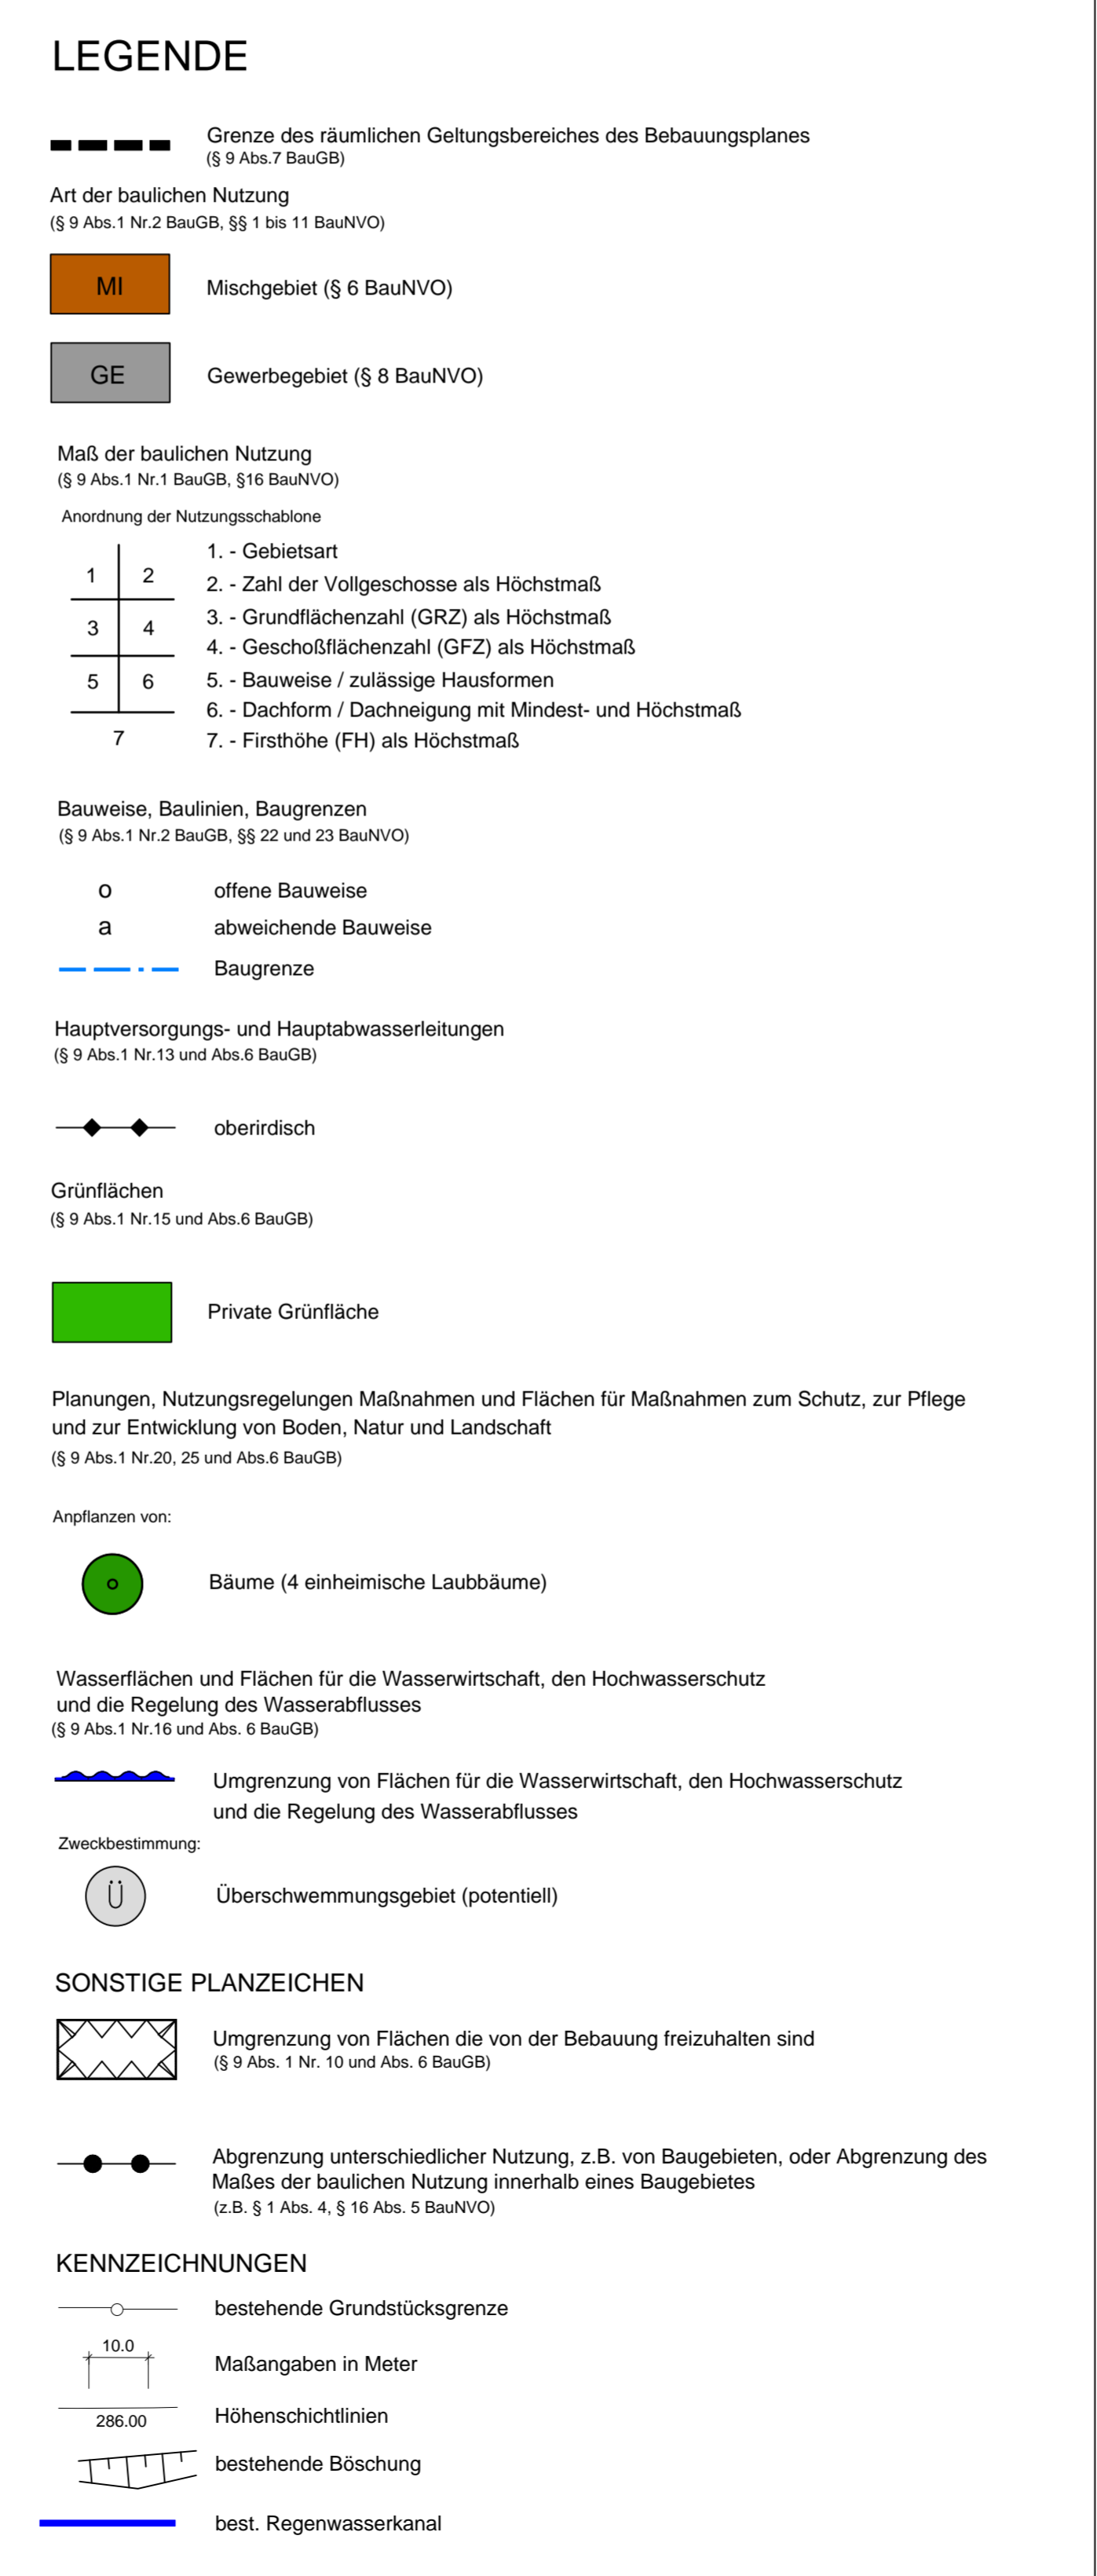 LEGENDE
Grenze des räumlichen Geltungsbereiches des Bebauungsplanes
(§ 9 Abs.7 BauGB)
Art der baulichen Nutzung
(§ 9 Abs.1 Nr.2 BauGB, §§ 1 bis 11 BauNVO)
MI
Mischgebiet (§ 6 BauNVO)
GE
Gewerbegebiet (§ 8 BauNVO)
Maß der baulichen Nutzung
(§ 9 Abs.1 Nr.1 BauGB, §16 BauNVO)
Anordnung der Nutzungsschablone
1 2
3 4
5 6
7
1. - Gebietsart
2. - Zahl der Vollgeschosse als Höchstmaß
3. - Grundflächenzahl (GRZ) als Höchstmaß
4. - Geschoßflächenzahl (GFZ) als Höchstmaß
5. - Bauweise / zulässige Hausformen
6. - Dachform / Dachneigung mit Mindest- und Höchstmaß
7. - Firsthöhe (FH) als Höchstmaß
Bauweise, Baulinien, Baugrenzen
(§ 9 Abs.1 Nr.2 BauGB, §§ 22 und 23 BauNVO)
o offene Bauweise
a abweichende Bauweise
Baugrenze
Hauptversorgungs- und Hauptabwasserleitungen
(§ 9 Abs.1 Nr.13 und Abs.6 BauGB)
oberirdisch
Grünflächen
(§ 9 Abs.1 Nr.15 und Abs.6 BauGB)
Private Grünfläche
Planungen, Nutzungsregelungen Maßnahmen und Flächen für Maßnahmen zum Schutz, zur Pflege
und zur Entwicklung von Boden, Natur und Landschaft
(§ 9 Abs.1 Nr.20, 25 und Abs.6 BauGB)
Anpflanzen von:
Bäume (4 einheimische Laubbäume)
Wasserflächen und Flächen für die Wasserwirtschaft, den Hochwasserschutz
und die Regelung des Wasserabflusses
(§ 9 Abs.1 Nr.16 und Abs. 6 BauGB)
Umgrenzung von Flächen für die Wasserwirtschaft, den Hochwasserschutz
und die Regelung des Wasserabflusses
Zweckbestimmung:
Ü
Überschwemmungsgebiet (potentiell)
SONSTIGE PLANZEICHEN
Umgrenzung von Flächen die von der Bebauung freizuhalten sind
(§ 9 Abs. 1 Nr. 10 und Abs. 6 BauGB)
Abgrenzung unterschiedlicher Nutzung, z.B. von Baugebieten, oder Abgrenzung des
Maßes der baulichen Nutzung innerhalb eines Baugebietes
(z.B. § 1 Abs. 4, § 16 Abs. 5 BauNVO)
KENNZEICHNUNGEN
bestehende Grundstücksgrenze
10.0
Maßangaben in Meter
286.00
Höhenschichtlinien
bestehende Böschung
best. Regenwasserkanal